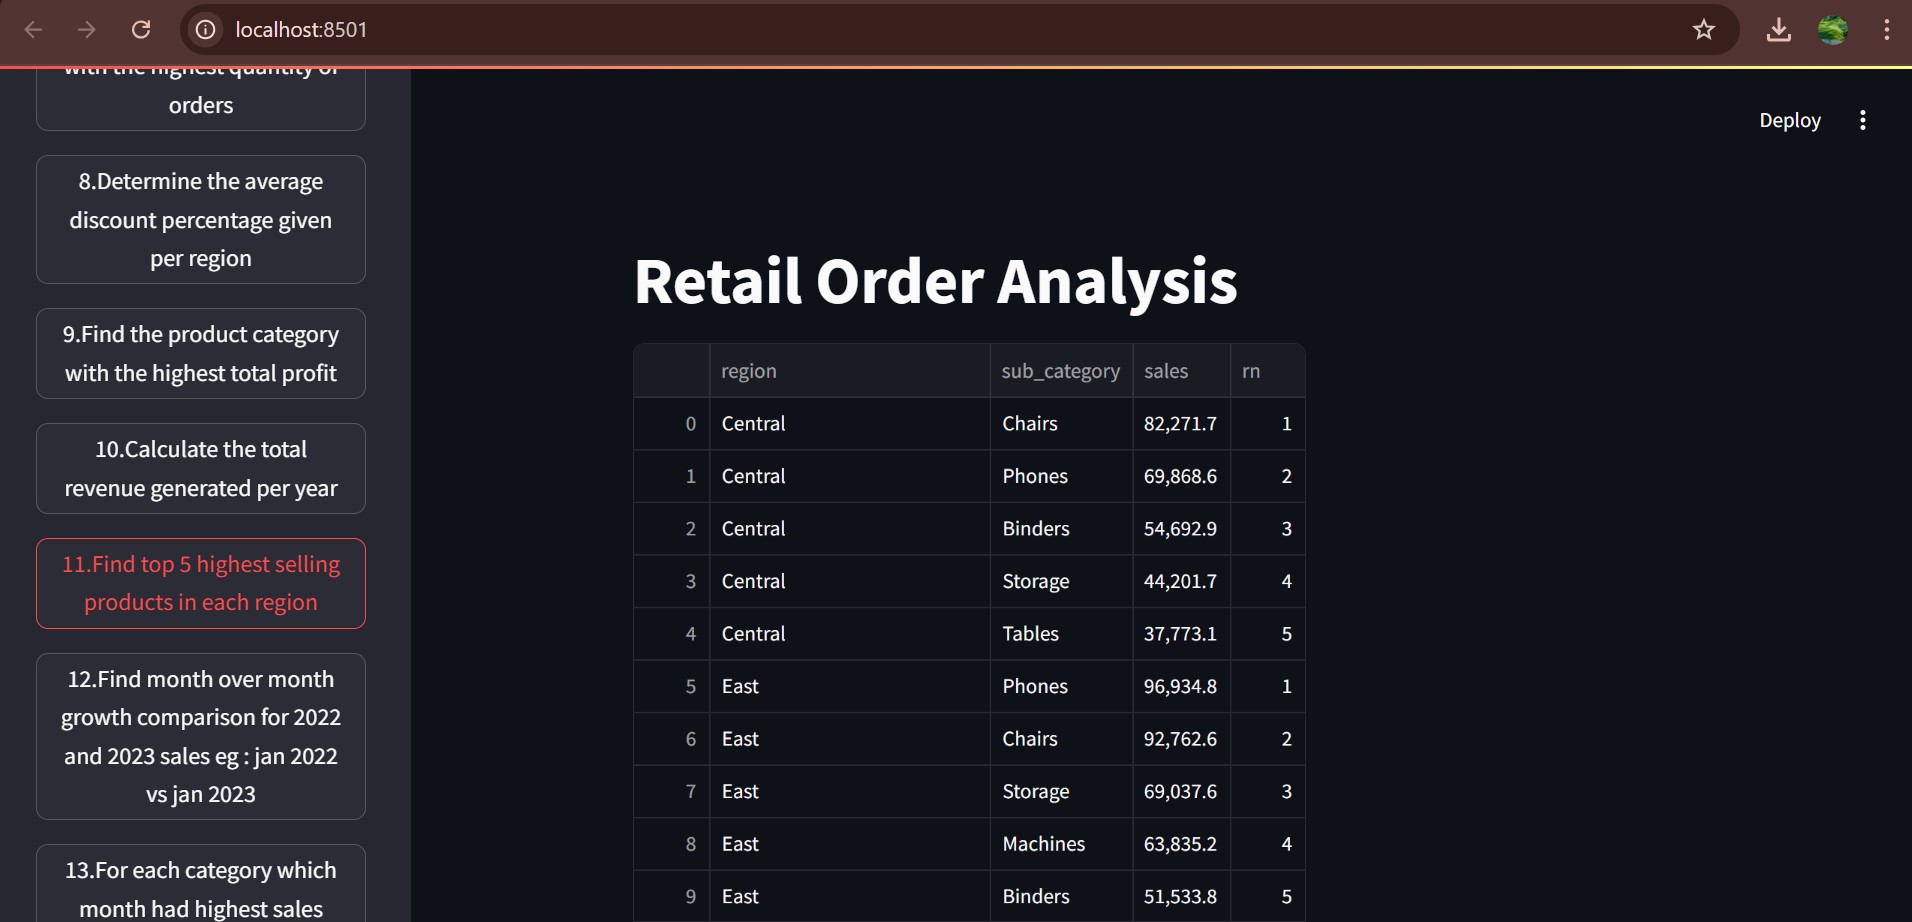 localhost:8501
with the highest quantity of
orders
8.Determine the average
discount percentage given
per region
9.Find the product category
with the highest total profit
10.Calculate the total
revenue generated per year
11.Find top 5 highest selling
products in each region
12.Find month over month
growth comparison for 2022
and 2023 sales eg : jan 2022
vs jan 2023
13.For each category which
month had highest sales
Deploy
Retail Order Analysis
region sub_category sales rn
0 Central Chairs 82,271.7 1
1 Central Phones 69,868.6 2
2 Central Binders 54,692.9 3
3 Central Storage 44,201.7 4
4 Central Tables 37,773.1 5
5 East Phones 96,934.8 1
6 East Chairs 92,762.6 2
7 East Storage 69,037.6 3
8 East Machines 63,835.2 4
9 East Binders 51,533.8 5